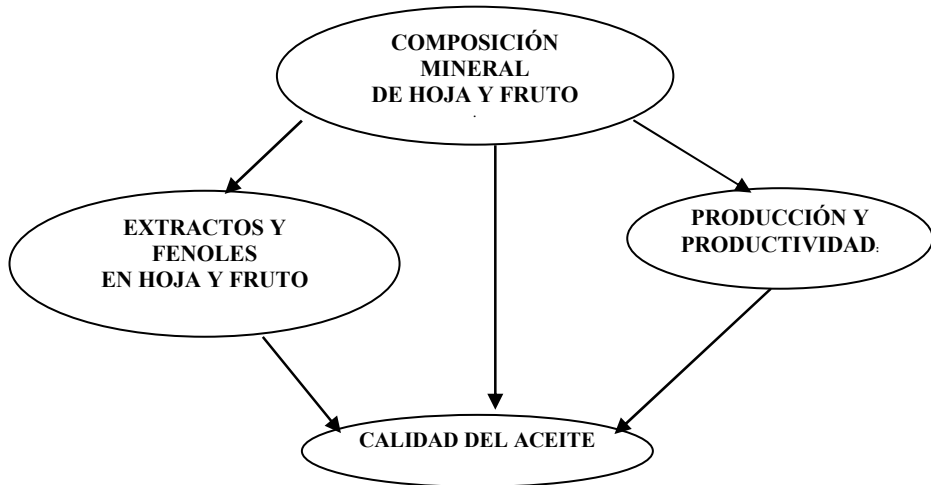 COMPOSICIÓN
MINERAL
DE HOJA Y FRUTO
.
EXTRACTOS Y
FENOLES
EN HOJA Y FRUTO
PRODUCCIÓN Y
PRODUCTIVIDAD:
CALIDAD DEL ACEITE